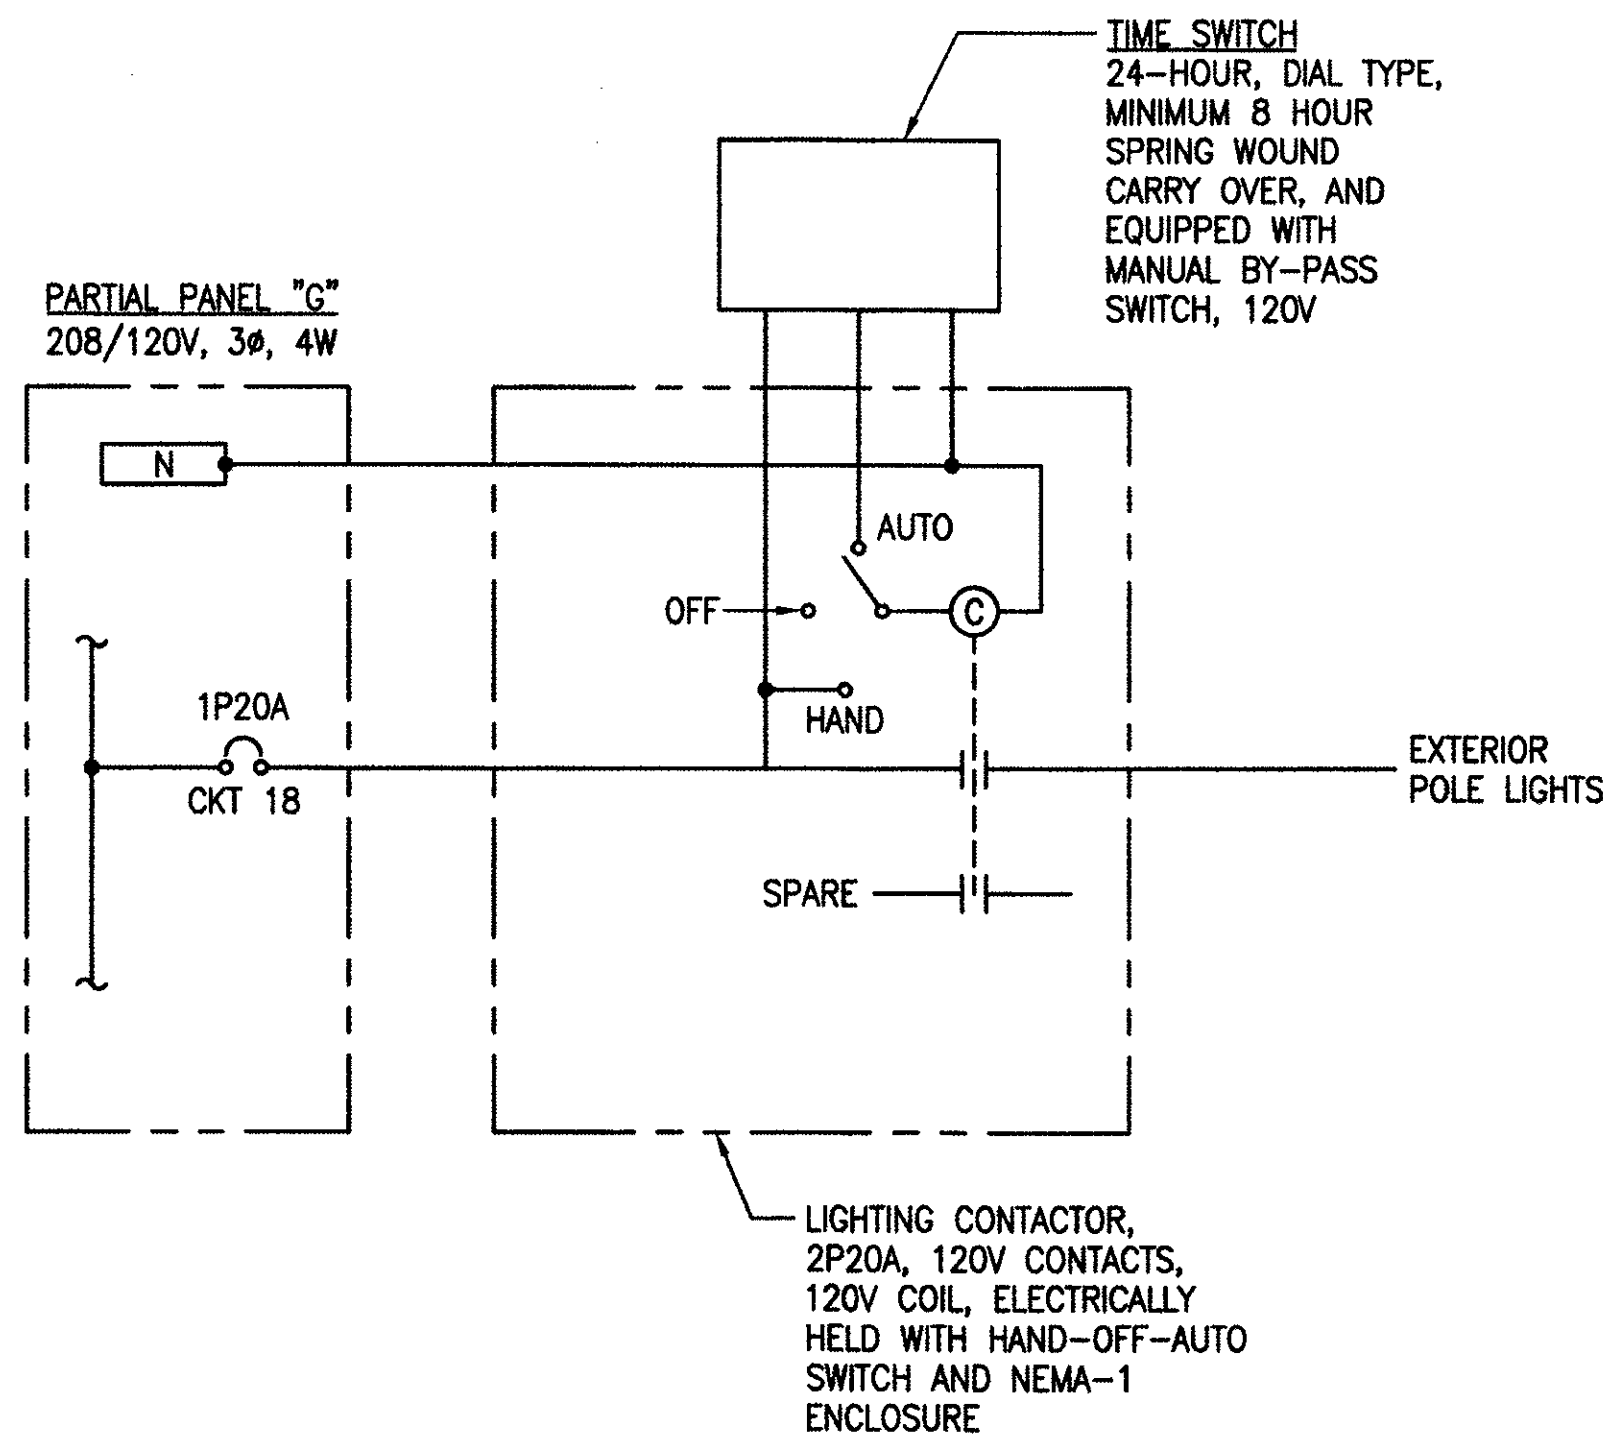 TIME SWITCH
24-HOUR, DIAL TYPE,
MINIMUM 8 HOUR
SPRING WOUND
CARRY OVER, AND
EQUIPPED WITH
MANUAL BY-PASS
SWITCH, 120V
PARTIAL PANEL "G"
208/120V, 3ø, 4W
N
AUTO
OFF
C
HAND
1P20A
CKT 18
EXTERIOR
POLE LIGHTS
SPARE
LIGHTING CONTACTOR,
2P20A, 120V CONTACTS,
120V COIL, ELECTRICALLY
HELD WITH HAND-OFF-AUTO
SWITCH AND NEMA-1
ENCLOSURE